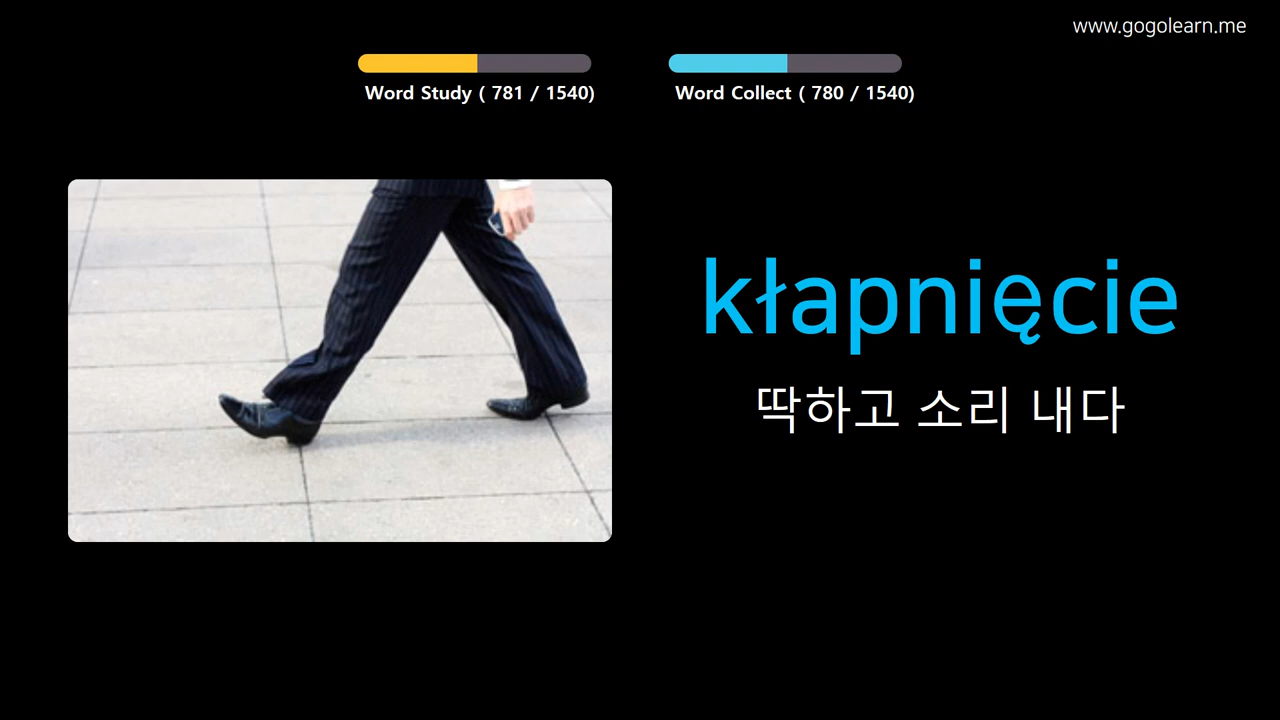 www.gogolearn.me
Word Study ( 781 / 1540)
Word Collect ( 780 / 1540)
kłapnięcie
딱하고 소리 내다